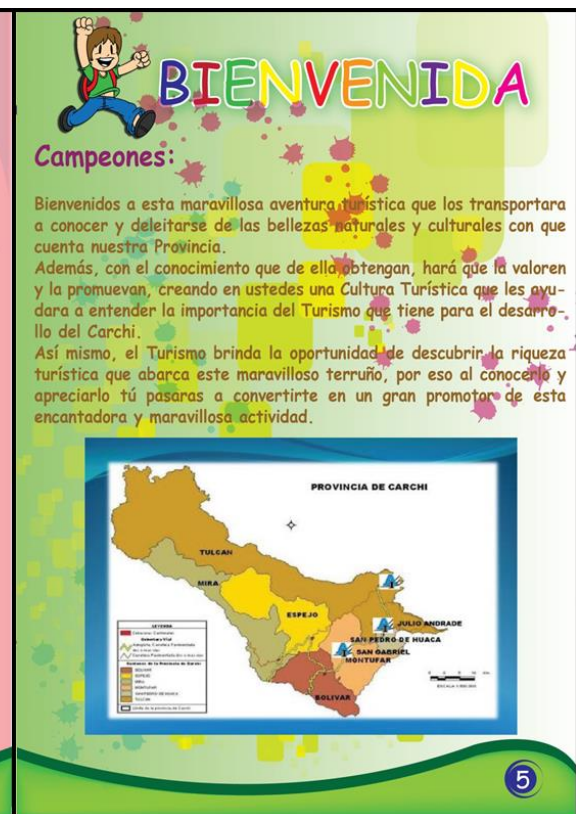 BIENVENIDA
Campeones:
Bienvenidos a esta maravillosa aventura turística que los transportara
a conocer y deleitarse de las bellezas naturales y culturales con que
cuenta nuestra Provincia.
Además, con el conocimiento que de ella obtengan, hará que la valoren
y la promuevan, creando en ustedes una Cultura Turística que les ayu-
dara a entender la importancia del Turismo que tiene para el desarro-
llo del Carchi.
Así mismo, el Turismo brinda la oportunidad de descubrir la riqueza
turística que abarca este maravilloso terruño, por eso al conocerlo y
apreciarlo tú pasaras a convertirte en un gran promotor de esta
encantadora y maravillosa actividad.
PROVINCIA DE CARCHI
TULCAN
MIRA
ESPEJO
JULIO ANDRADE
SAN PEDRO DE HUACA
SAN GABRIEL
MONTUFAR
BOLIVAR
LEYENDA
BOLIVAR
ESPEJO
MIRA
MONTUFAR
TULCAN
5